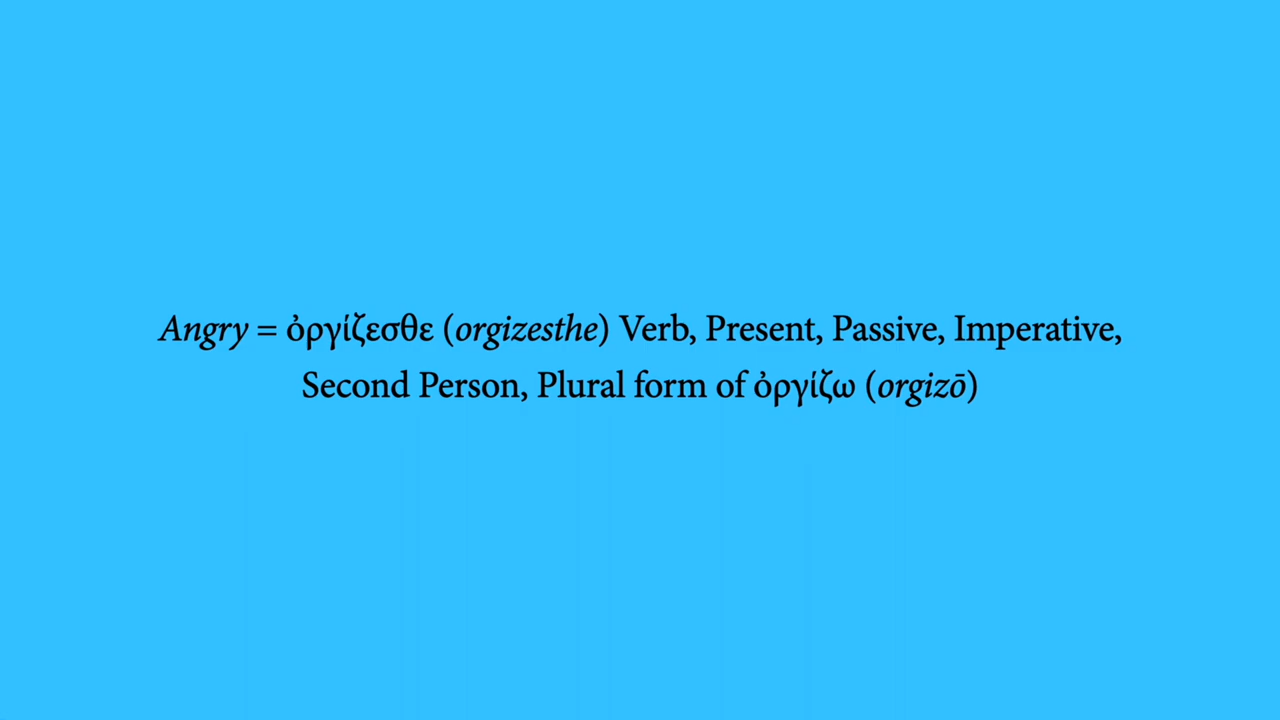 Angry = ὀργίζεσθε (orgizesthe) Verb, Present, Passive, Imperative,
Second Person, Plural form of ὀργίζω (orgizō)